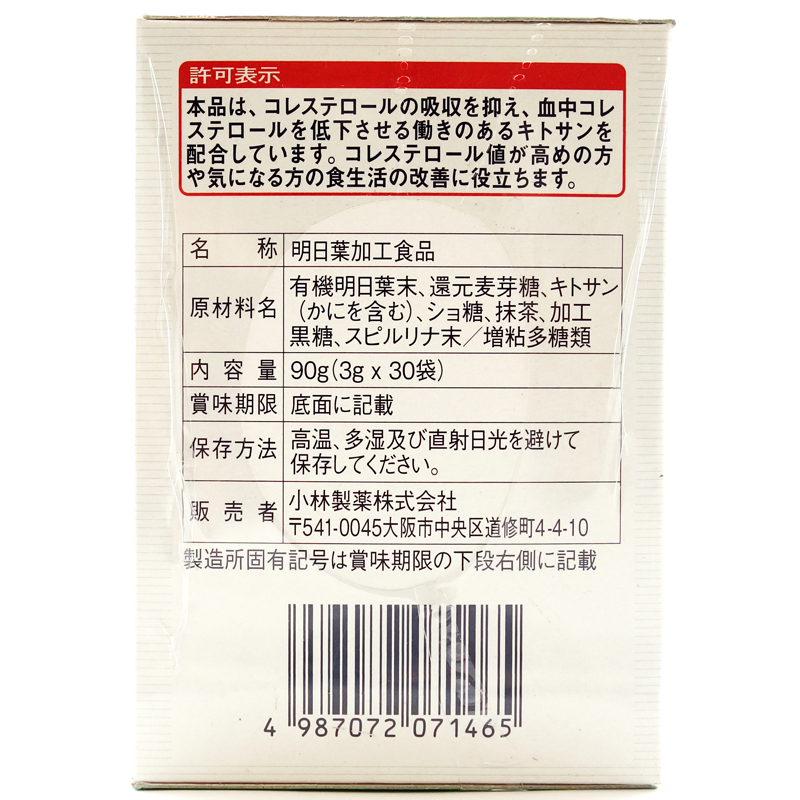 許可表示
本品は、コレステロールの吸収を抑え、血中コレ
ステロールを低下させる働きのあるキトサンを
配合しています。コレステロール値が高めの方
や気になる方の食生活の改善に役立ちます。
名称 明日葉加工食品
原材料名 有機明日葉末、還元麦芽糖、キトサン
（かにを含む）、ショ糖、抹茶、加工
黒糖、スピルリナ末／増粘多糖類
内容量 90g(3g x 30袋)
賞味期限 底面に記載
保存方法 高温、多湿及び直射日光を避けて
保存してください。
販売者 小林製薬株式会社
〒541-0045大阪市中央区道修町4-4-10
製造所固有記号は賞味期限の下段右側に記載
4 987072 071465